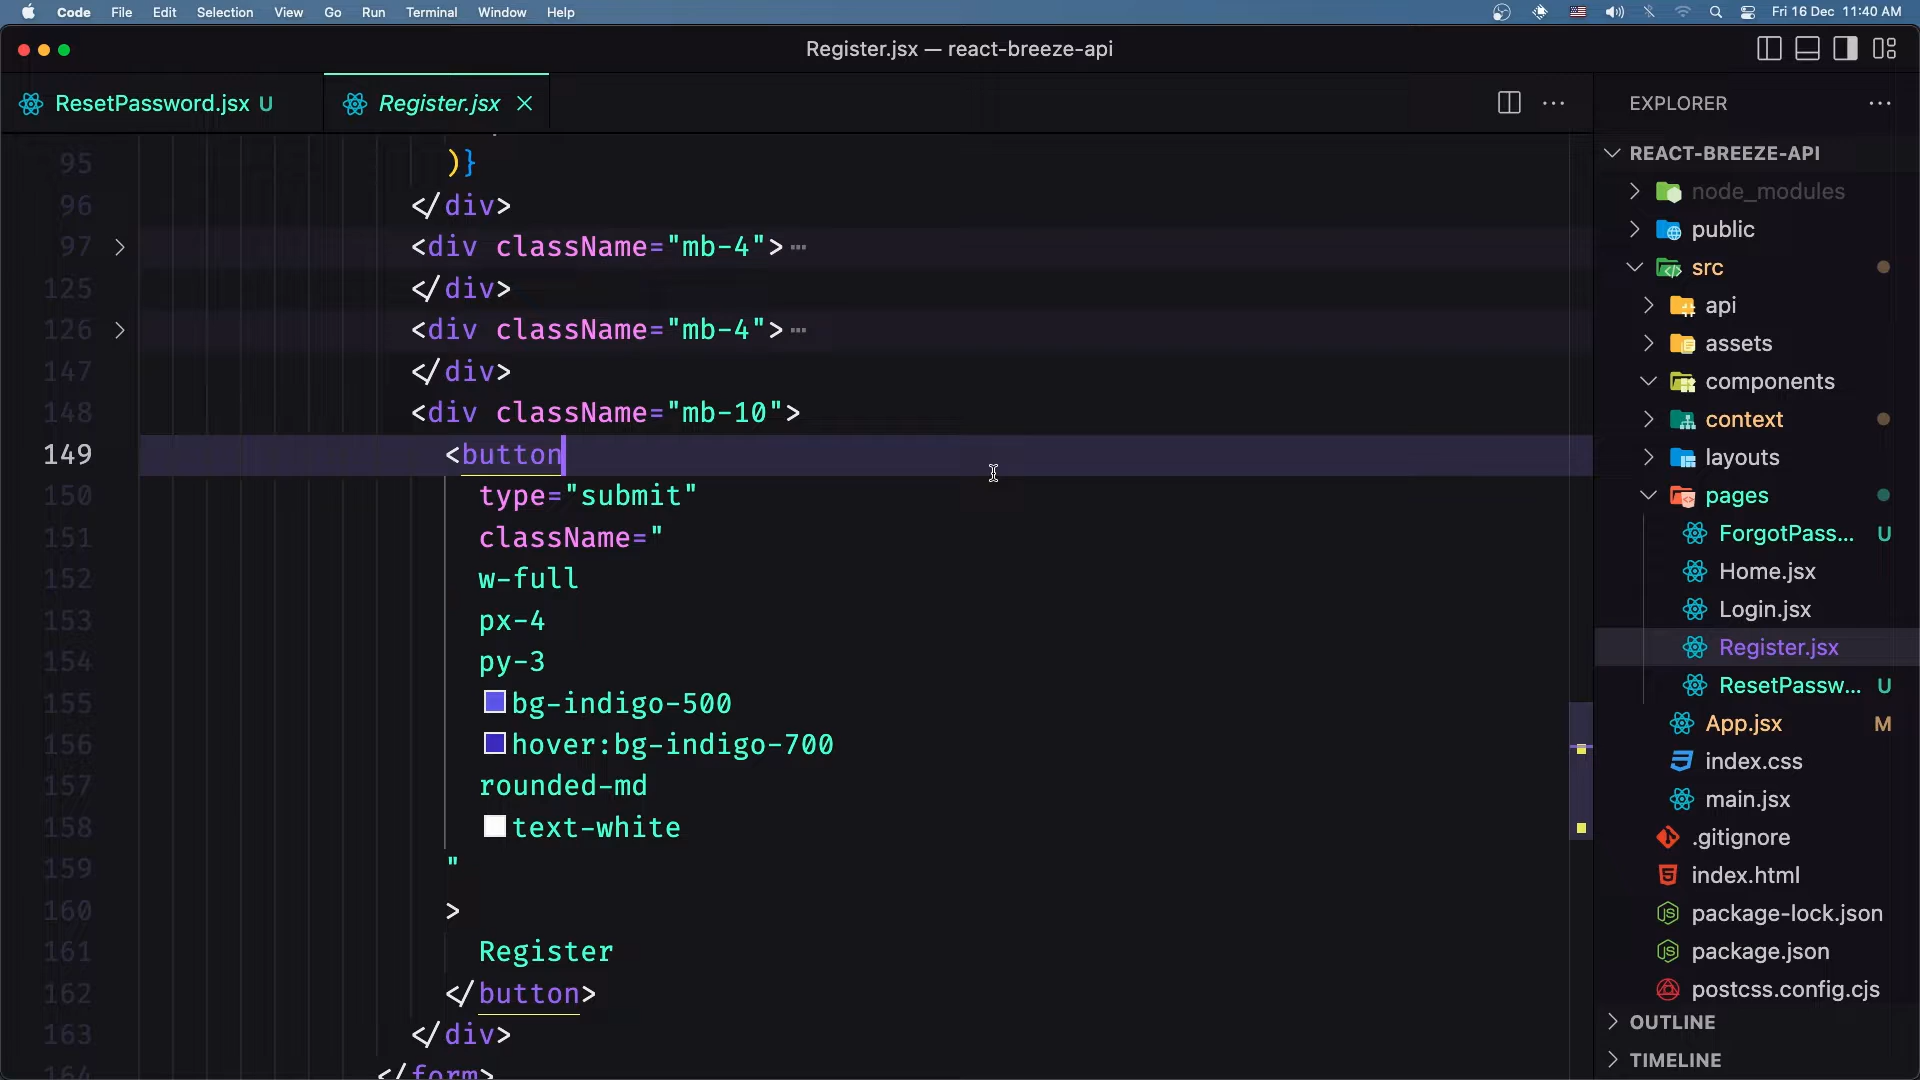 Code File Edit Selection View Go Run Terminal Window Help Fri 16 Dec 11:40 AM
Register.jsx — react-breeze-api
ResetPassword.jsx U Register.jsx
EXPLORER
95 )}
96 </div>
97 <div className="mb-4">
125 </div>
126 <div className="mb-4">
147 </div>
148 <div className="mb-10">
149 <button
150 type="submit"
151 className="
152 w-full
153 px-4
154 py-3
155 bg-indigo-500
156 hover:bg-indigo-700
157 rounded-md
158 text-white
159 "
160 >
161 Register
162 </button>
163 </div>
164 </form>
REACT-BREEZE-API
node_modules
public
src
api
assets
components
context
layouts
pages
ForgotPass... U
Home.jsx
Login.jsx
Register.jsx
ResetPassw... U
App.jsx M
index.css
main.jsx
.gitignore
index.html
package-lock.json
package.json
postcss.config.cjs
OUTLINE
TIMELINE